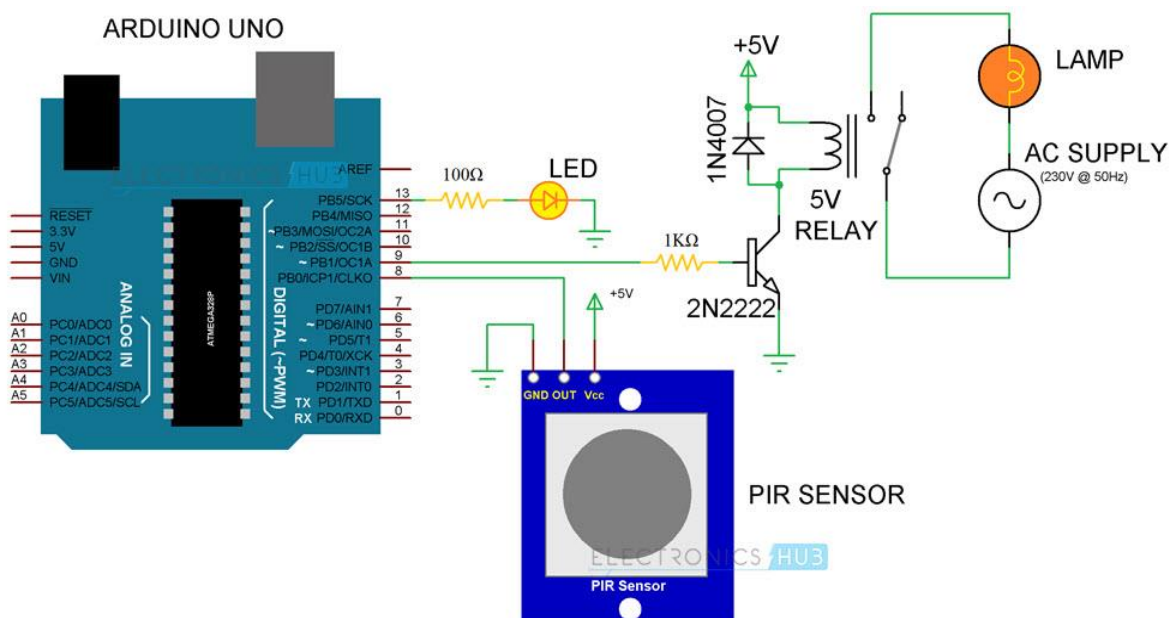 ARDUINO UNO
ELECTRONICS HUB
AREF
PB5/SCK 13
PB4/MISO 12
~PB3/MOSI/OC2A 11
~ PB2/SS/OC1B 10
~ PB1/OC1A 9
PB0/ICP1/CLKO 8
PD7/AIN1 7
~ PD6/AIN0 6
~ PD5/T1 5
PD4/T0/XCK 4
~ PD3/INT1 3
PD2/INT0 2
TX PD1/TXD 1
RX PD0/RXD 0
RESET
3.3V
5V
GND
VIN
A0 PC0/ADC0
A1 PC1/ADC1
A2 PC2/ADC2
A3 PC3/ADC3
A4 PC4/ADC4/SDA
A5 PC5/ADC5/SCL
ANALOG IN
ATMEGA328P
DIGITAL (~PWM)
100Ω
LED
1KΩ
2N2222
+5V
1N4007
5V
RELAY
LAMP
AC SUPPLY
(230V @ 50Hz)
+5V
GND OUT Vcc
PIR SENSOR
ELECTRONICS HUB
PIR Sensor